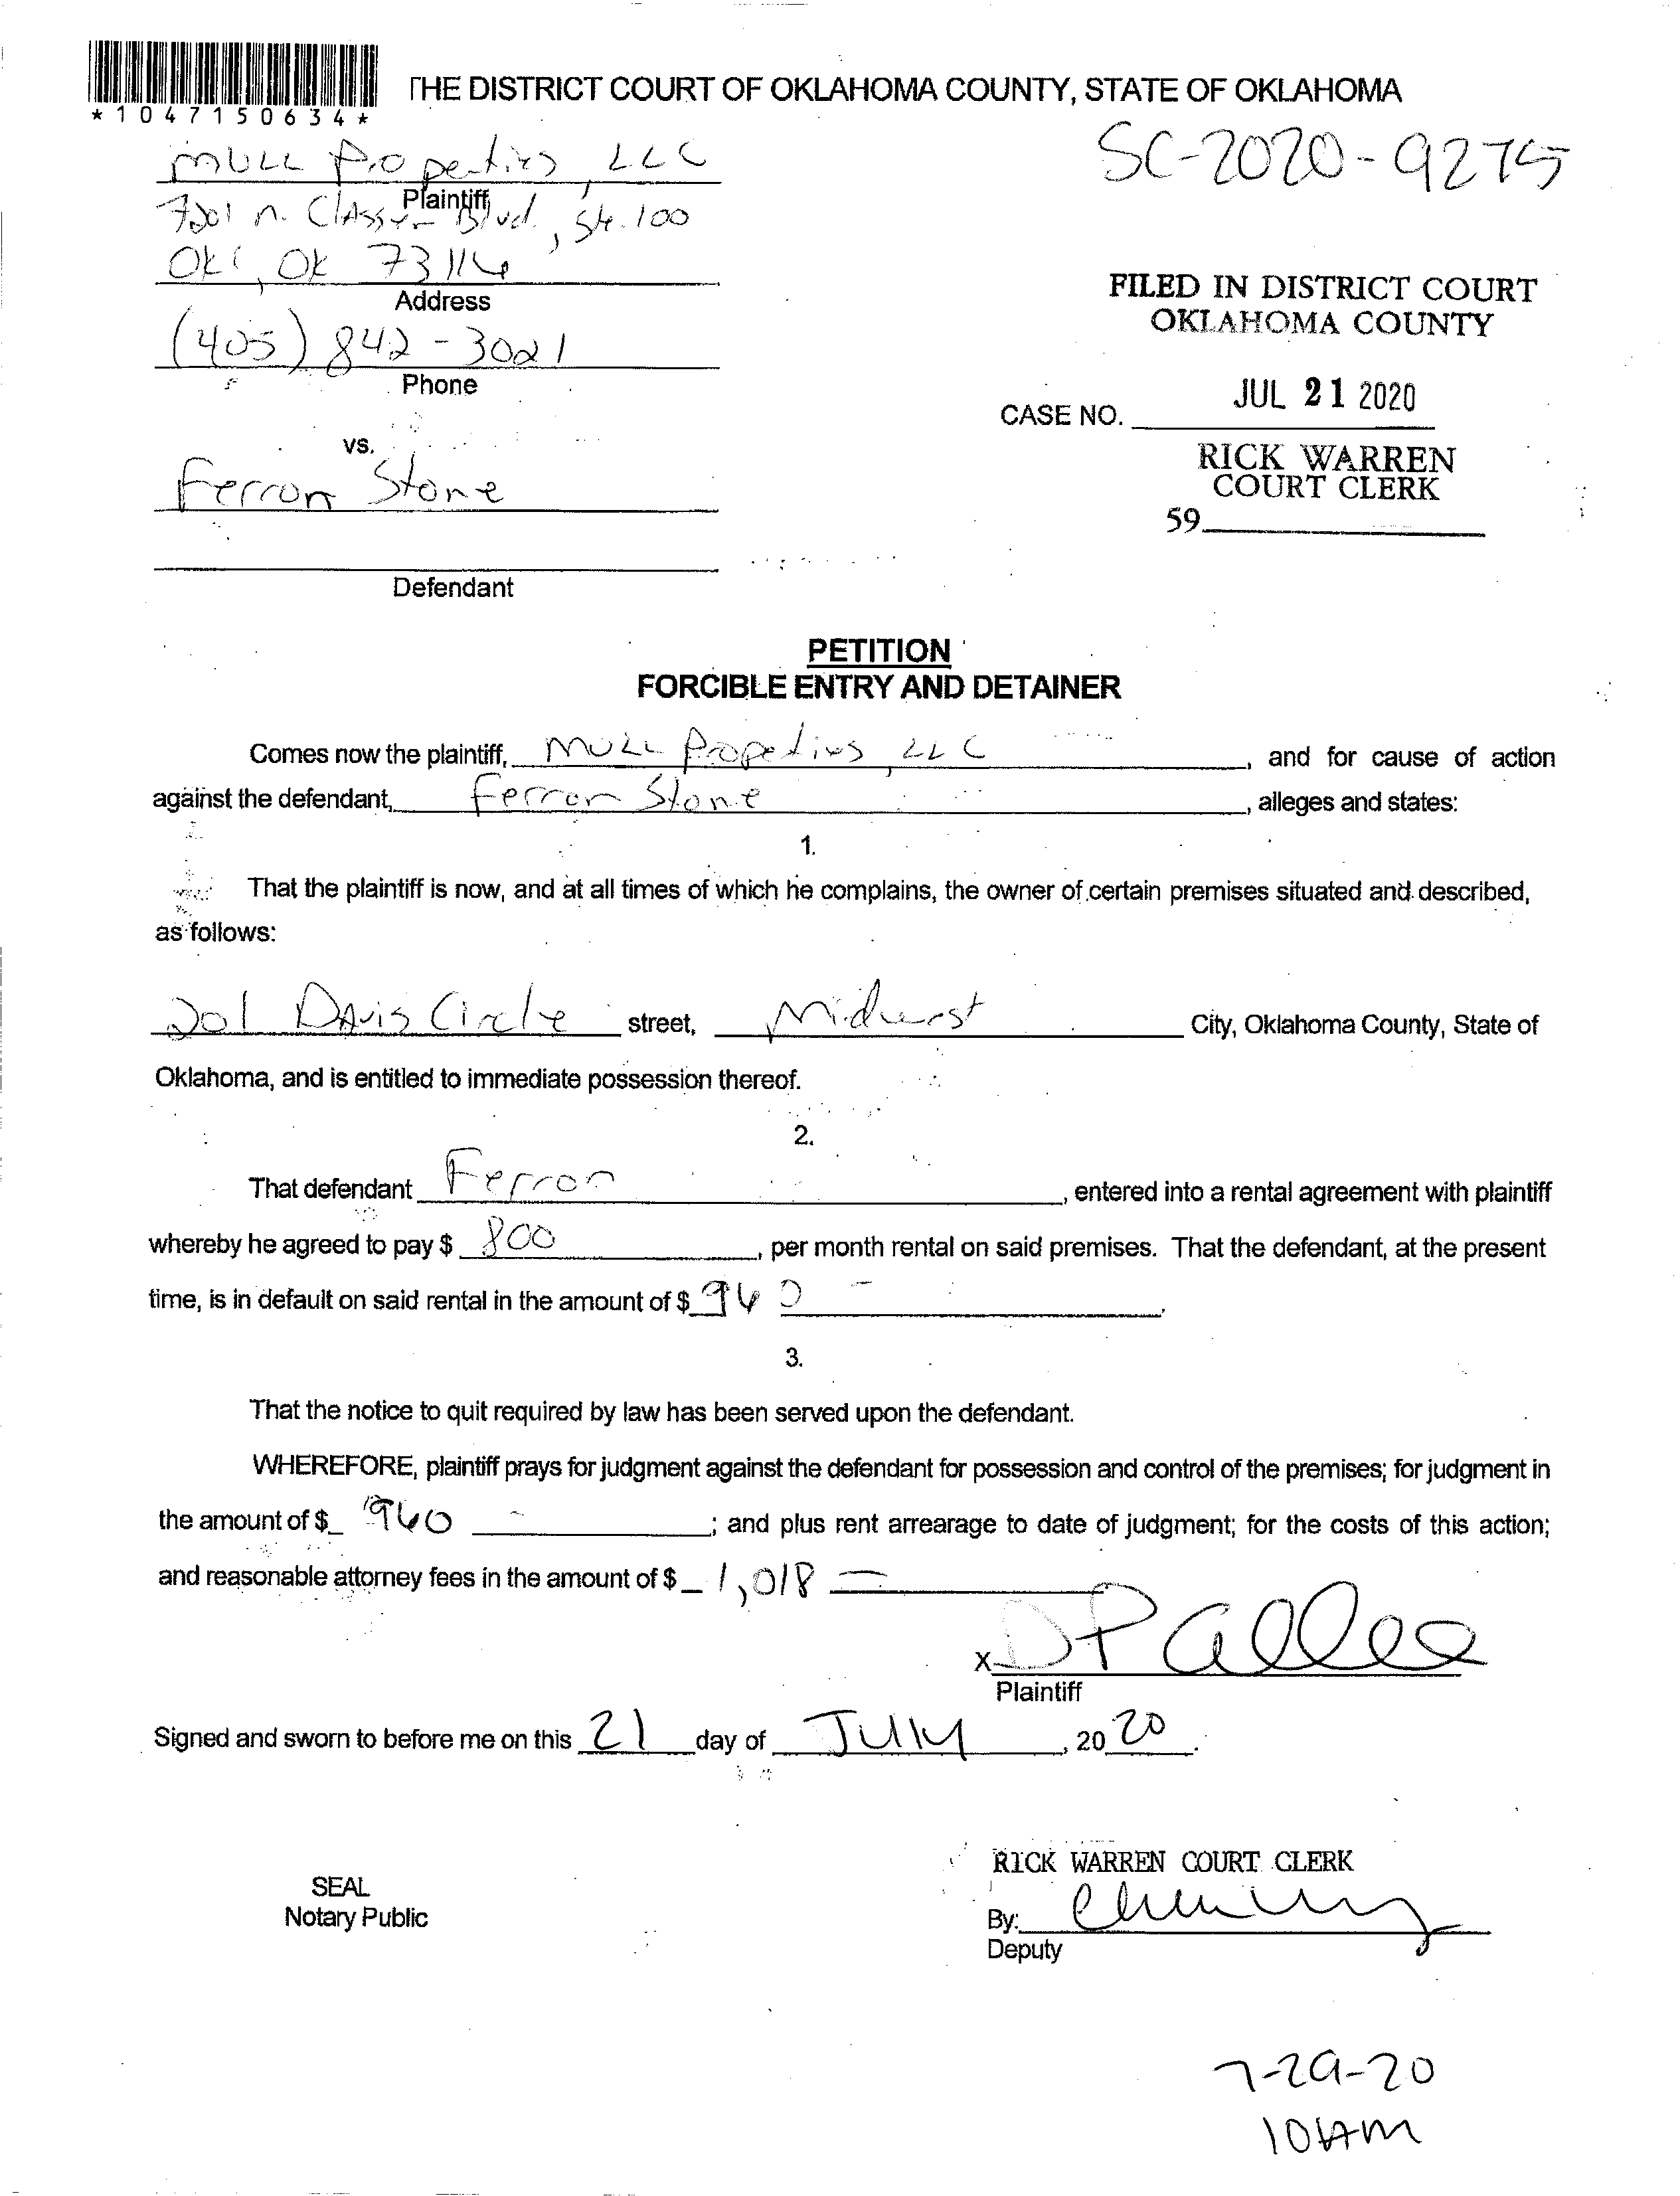 *1047150634*
THE DISTRICT COURT OF OKLAHOMA COUNTY, STATE OF OKLAHOMA
SC-2020-9275
MULL Properties, LLC
Plaintiff
7201 N. Classen Blvd., Ste. 100
OKC, OK 73116
Address
(405) 842-3021
Phone
FILED IN DISTRICT COURT
OKLAHOMA COUNTY
JUL 21 2020
CASE NO.
RICK WARREN
COURT CLERK
59
vs.
Ferron Stone
Defendant
PETITION
FORCIBLE ENTRY AND DETAINER
Comes now the plaintiff, MULL Properties, LLC, and for cause of action
against the defendant, Ferron Stone, alleges and states:
1.
That the plaintiff is now, and at all times of which he complains, the owner of certain premises situated and described,
as follows:
201 Davis Circle street, Midwest City, Oklahoma County, State of
Oklahoma, and is entitled to immediate possession thereof.
2.
That defendant Ferron, entered into a rental agreement with plaintiff
whereby he agreed to pay $ 800, per month rental on said premises. That the defendant, at the present
time, is in default on said rental in the amount of $ 960 -.
3.
That the notice to quit required by law has been served upon the defendant.
WHEREFORE, plaintiff prays for judgment against the defendant for possession and control of the premises; for judgment in
the amount of $ 960 -; and plus rent arrearage to date of judgment; for the costs of this action;
and reasonable attorney fees in the amount of $ 1,018 -
X DP Allee
Plaintiff
Signed and sworn to before me on this 21 day of July, 2020.
SEAL
Notary Public
RICK WARREN COURT CLERK
By:
Deputy
7-29-20
10AM